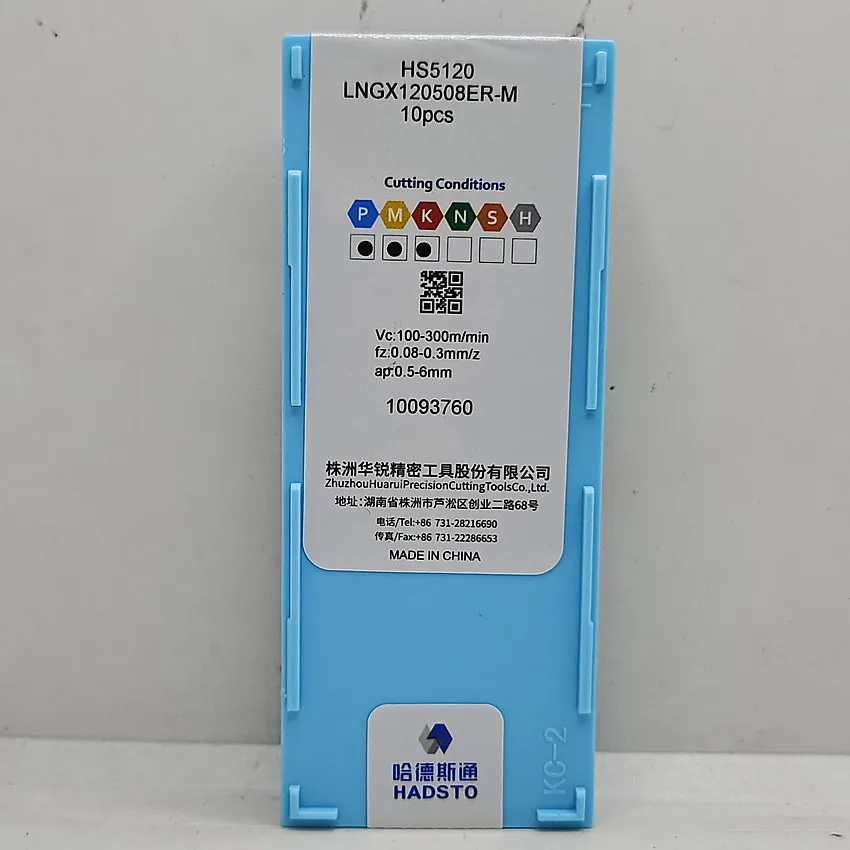 HS5120
LNGX120508ER-M
10pcs
Cutting Conditions
P M K N S H
Vc:100-300m/min
fz:0.08-0.3mm/z
ap:0.5-6mm
10093760
株洲华锐精密工具股份有限公司
ZhuzhouHuaruiPrecisionCuttingToolsCo.,Ltd.
地址:湖南省株洲市芦淞区创业二路68号
电话/Tel:+86 731-28216690
传真/Fax:+86 731-22286653
MADE IN CHINA
哈德斯通
HADSTO
KC-2